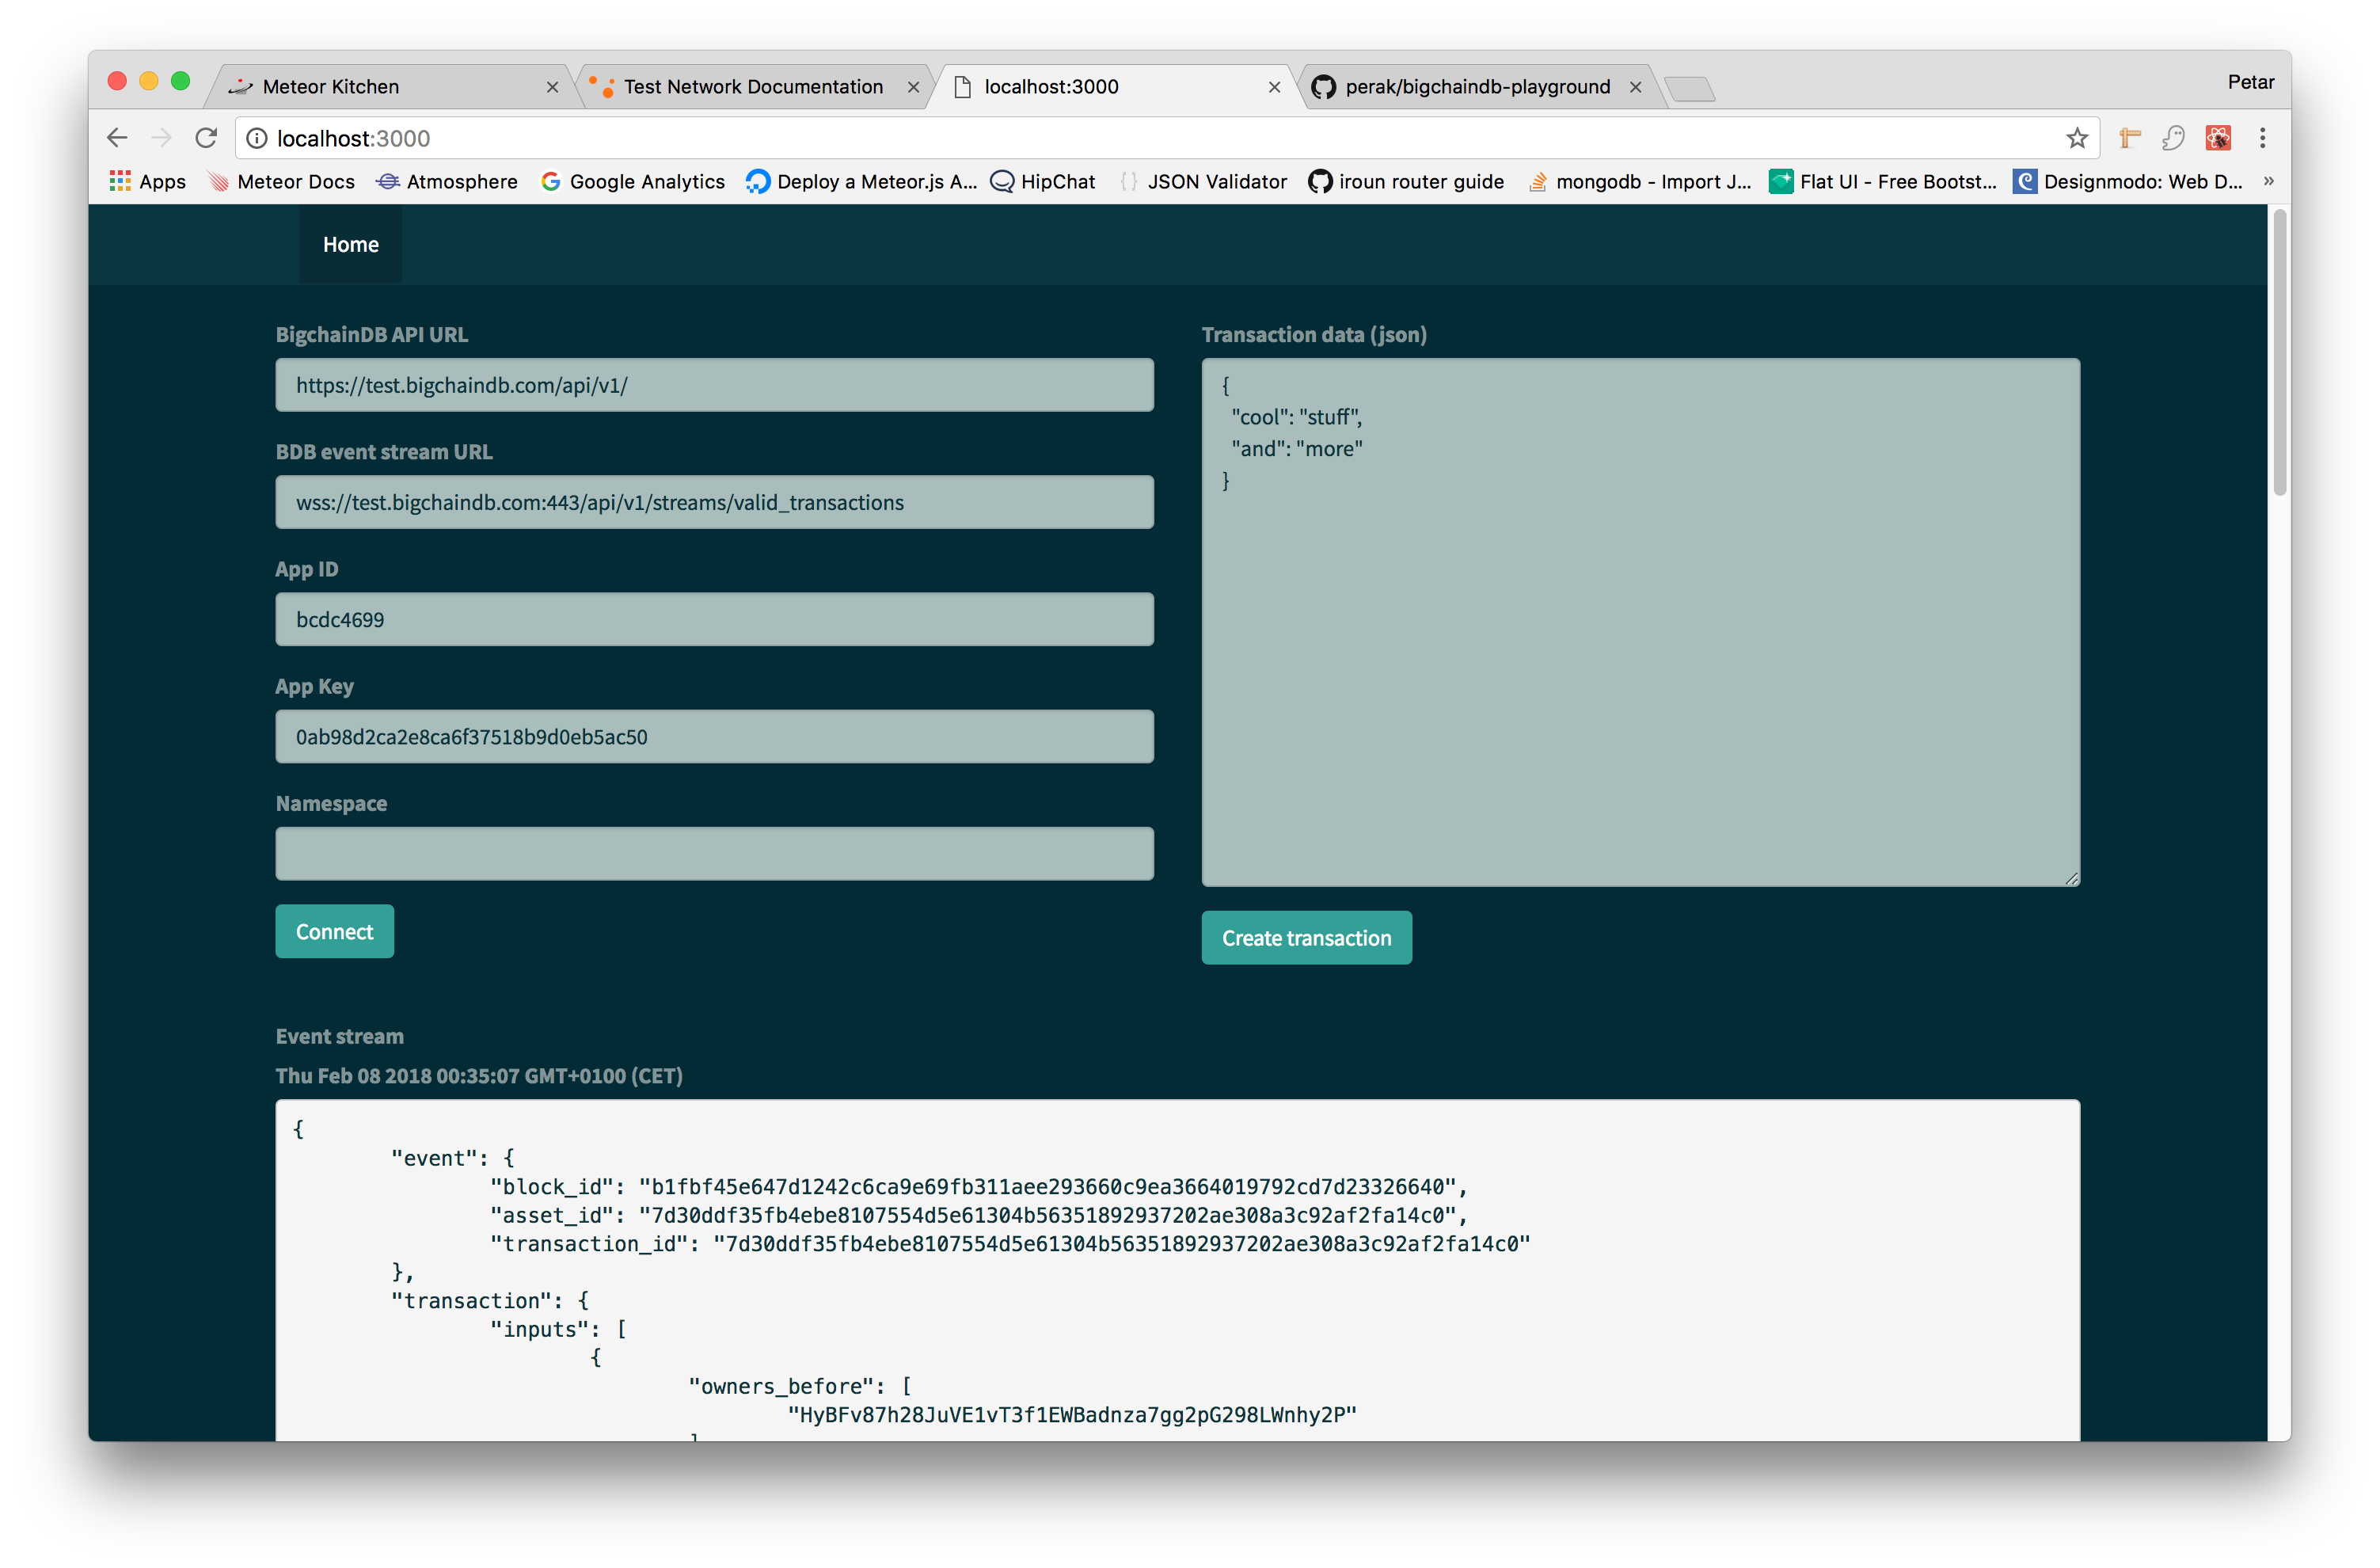 Meteor Kitchen
Test Network Documentation
localhost:3000
perak/bigchaindb-playground
Petar
localhost:3000
Apps
Meteor Docs
Atmosphere
Google Analytics
Deploy a Meteor.js A...
HipChat
JSON Validator
iroun router guide
mongodb - Import J...
Flat UI - Free Bootst...
Designmodo: Web D...
»
Home
BigchainDB API URL
https://test.bigchaindb.com/api/v1/
BDB event stream URL
wss://test.bigchaindb.com:443/api/v1/streams/valid_transactions
App ID
bcdc4699
App Key
0ab98d2ca2e8ca6f37518b9d0eb5ac50
Namespace
Connect
Transaction data (json)
{
"cool": "stuff",
"and": "more"
}
Create transaction
Event stream
Thu Feb 08 2018 00:35:07 GMT+0100 (CET)
{
"event": {
"block_id": "b1fbf45e647d1242c6ca9e69fb311aee293660c9ea3664019792cd7d23326640",
"asset_id": "7d30ddf35fb4ebe8107554d5e61304b56351892937202ae308a3c92af2fa14c0",
"transaction_id": "7d30ddf35fb4ebe8107554d5e61304b56351892937202ae308a3c92af2fa14c0"
},
"transaction": {
"inputs": [
{
"owners_before": [
"HyBFv87h28JuVE1vT3f1EWBadnza7gg2pG298LWnhy2P"
]